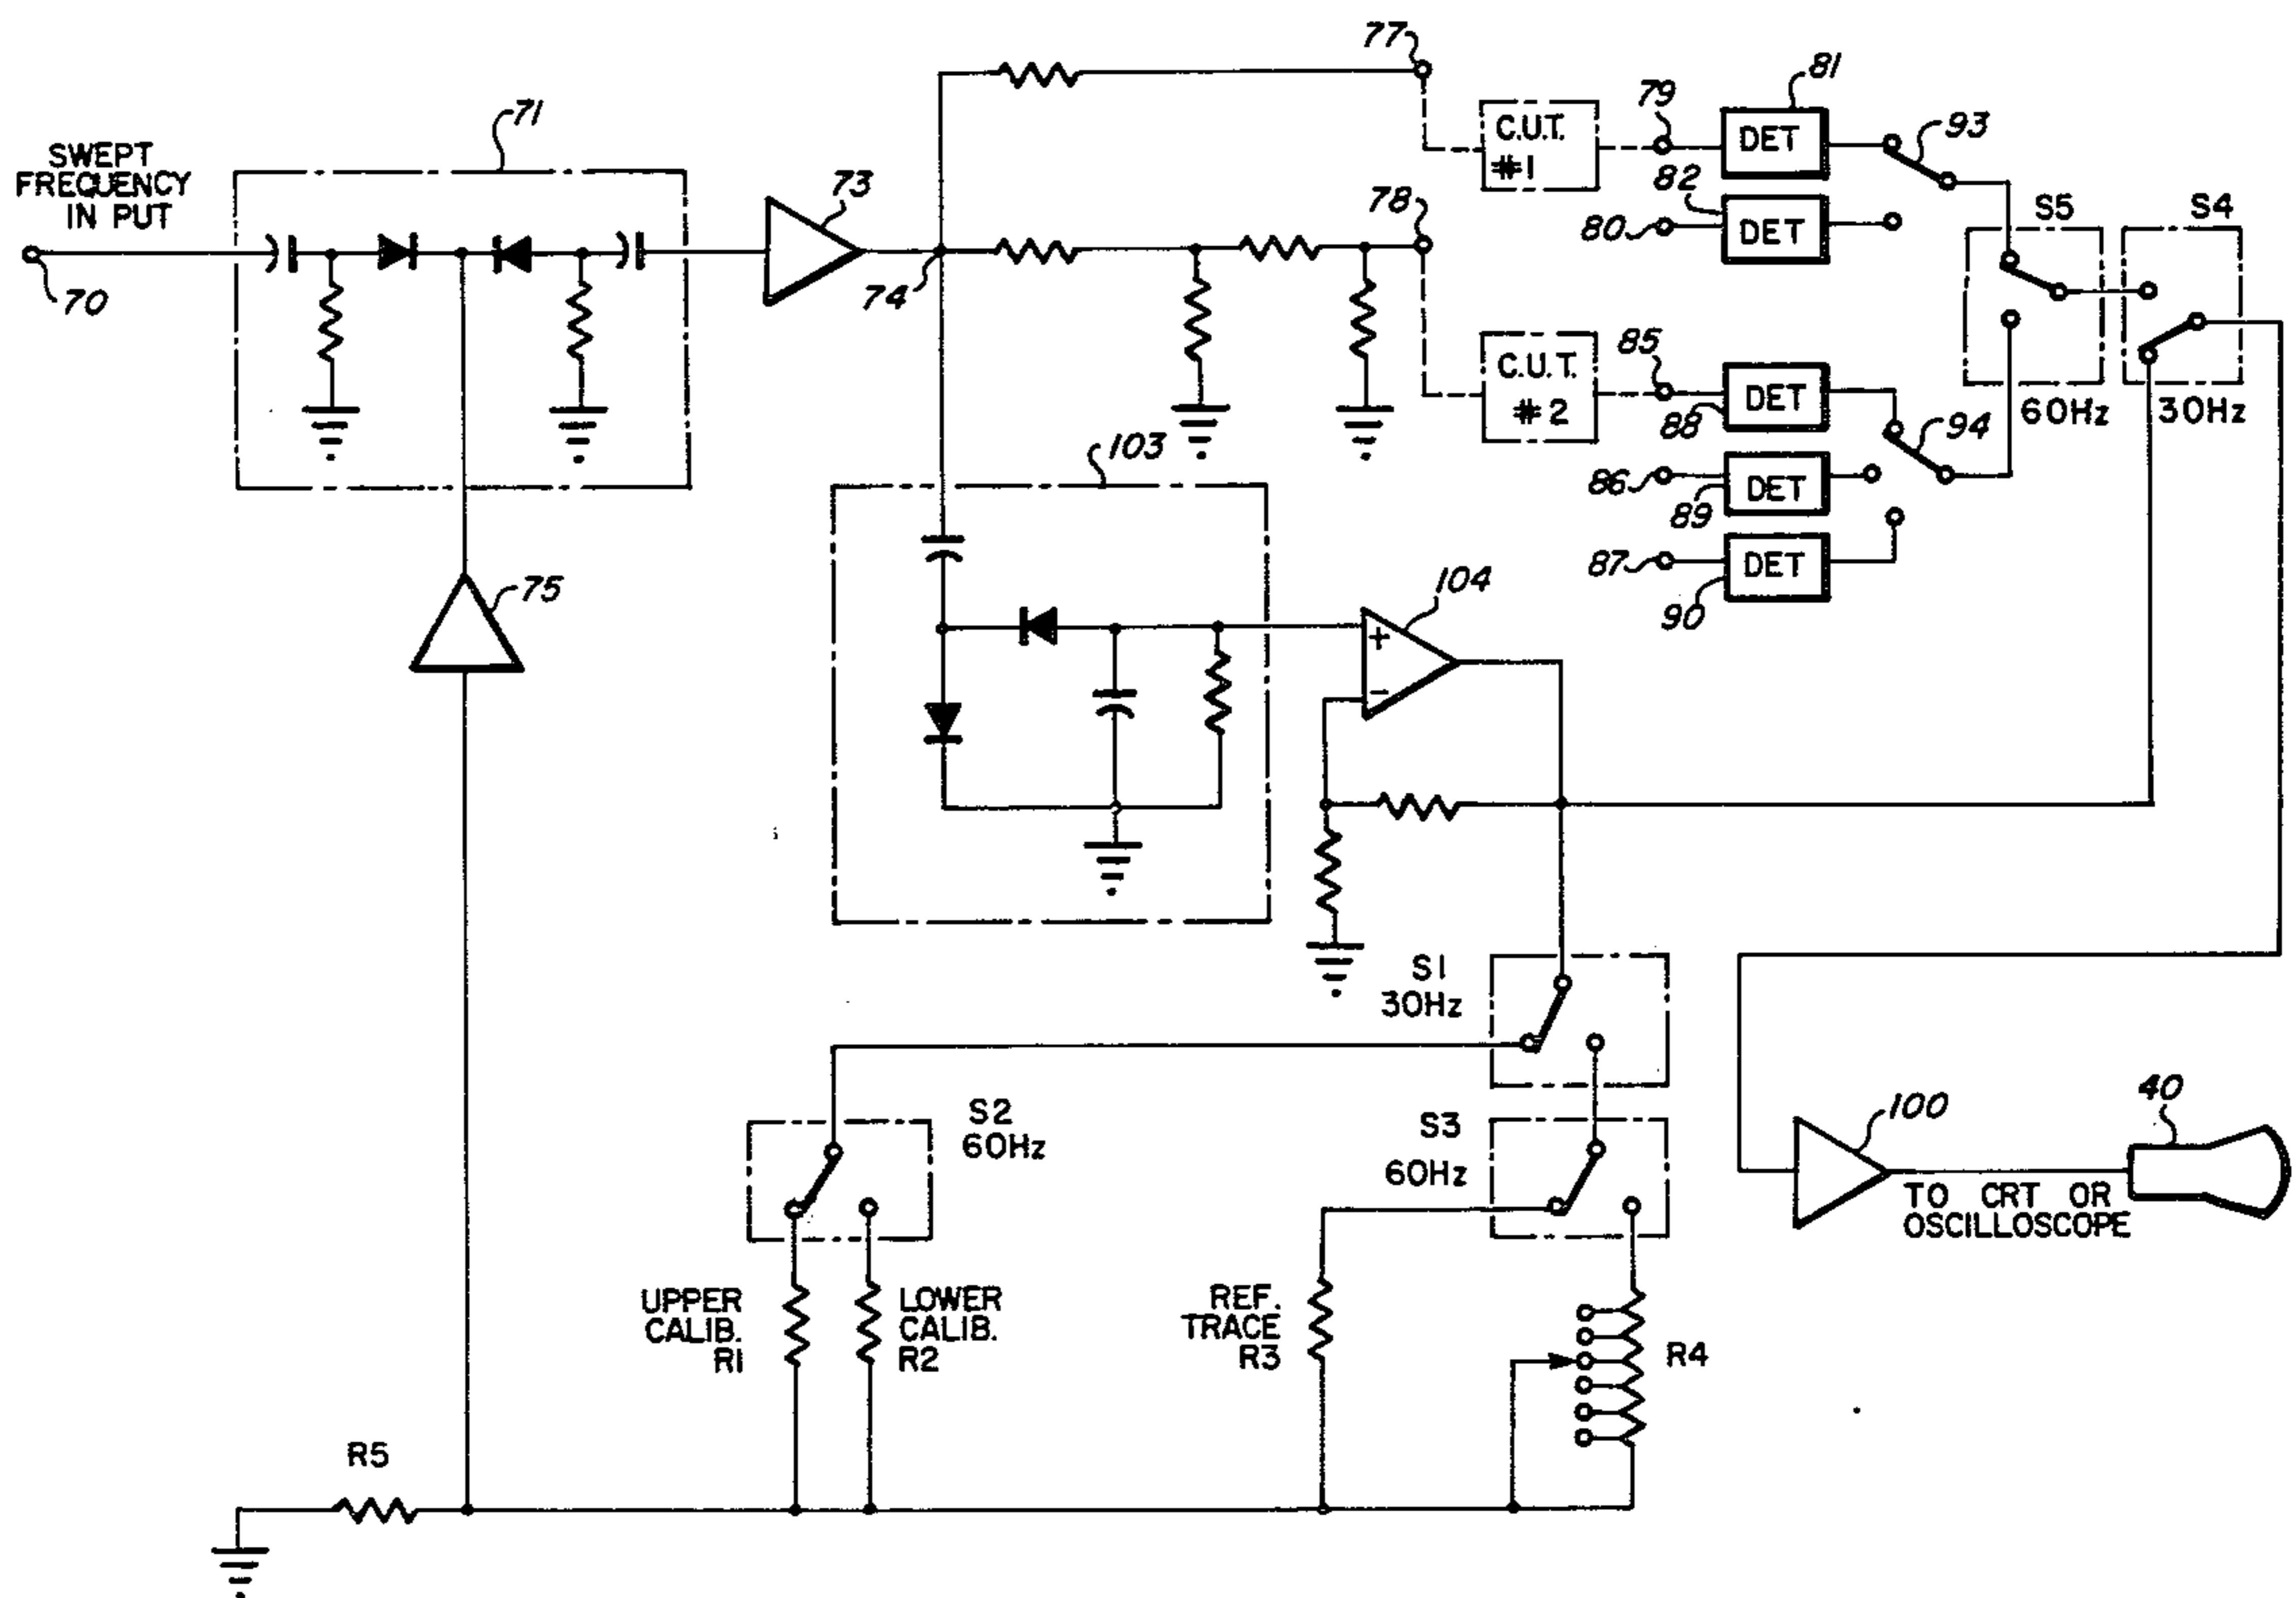 77
81
71
C.U.T.
#1
79
DET
93
SWEPT
FREQUENCY
IN PUT
73
82
DET
80
S5
S4
78
70
74
C.U.T.
#2
85
DET
88
94
60Hz
30Hz
103
86
DET
89
87
DET
90
75
104
+
-
S1
30Hz
S2
60Hz
S3
60Hz
100
40
TO CRT OR
OSCILLOSCOPE
UPPER
CALIB.
R1
LOWER
CALIB.
R2
REF.
TRACE
R3
R4
R5